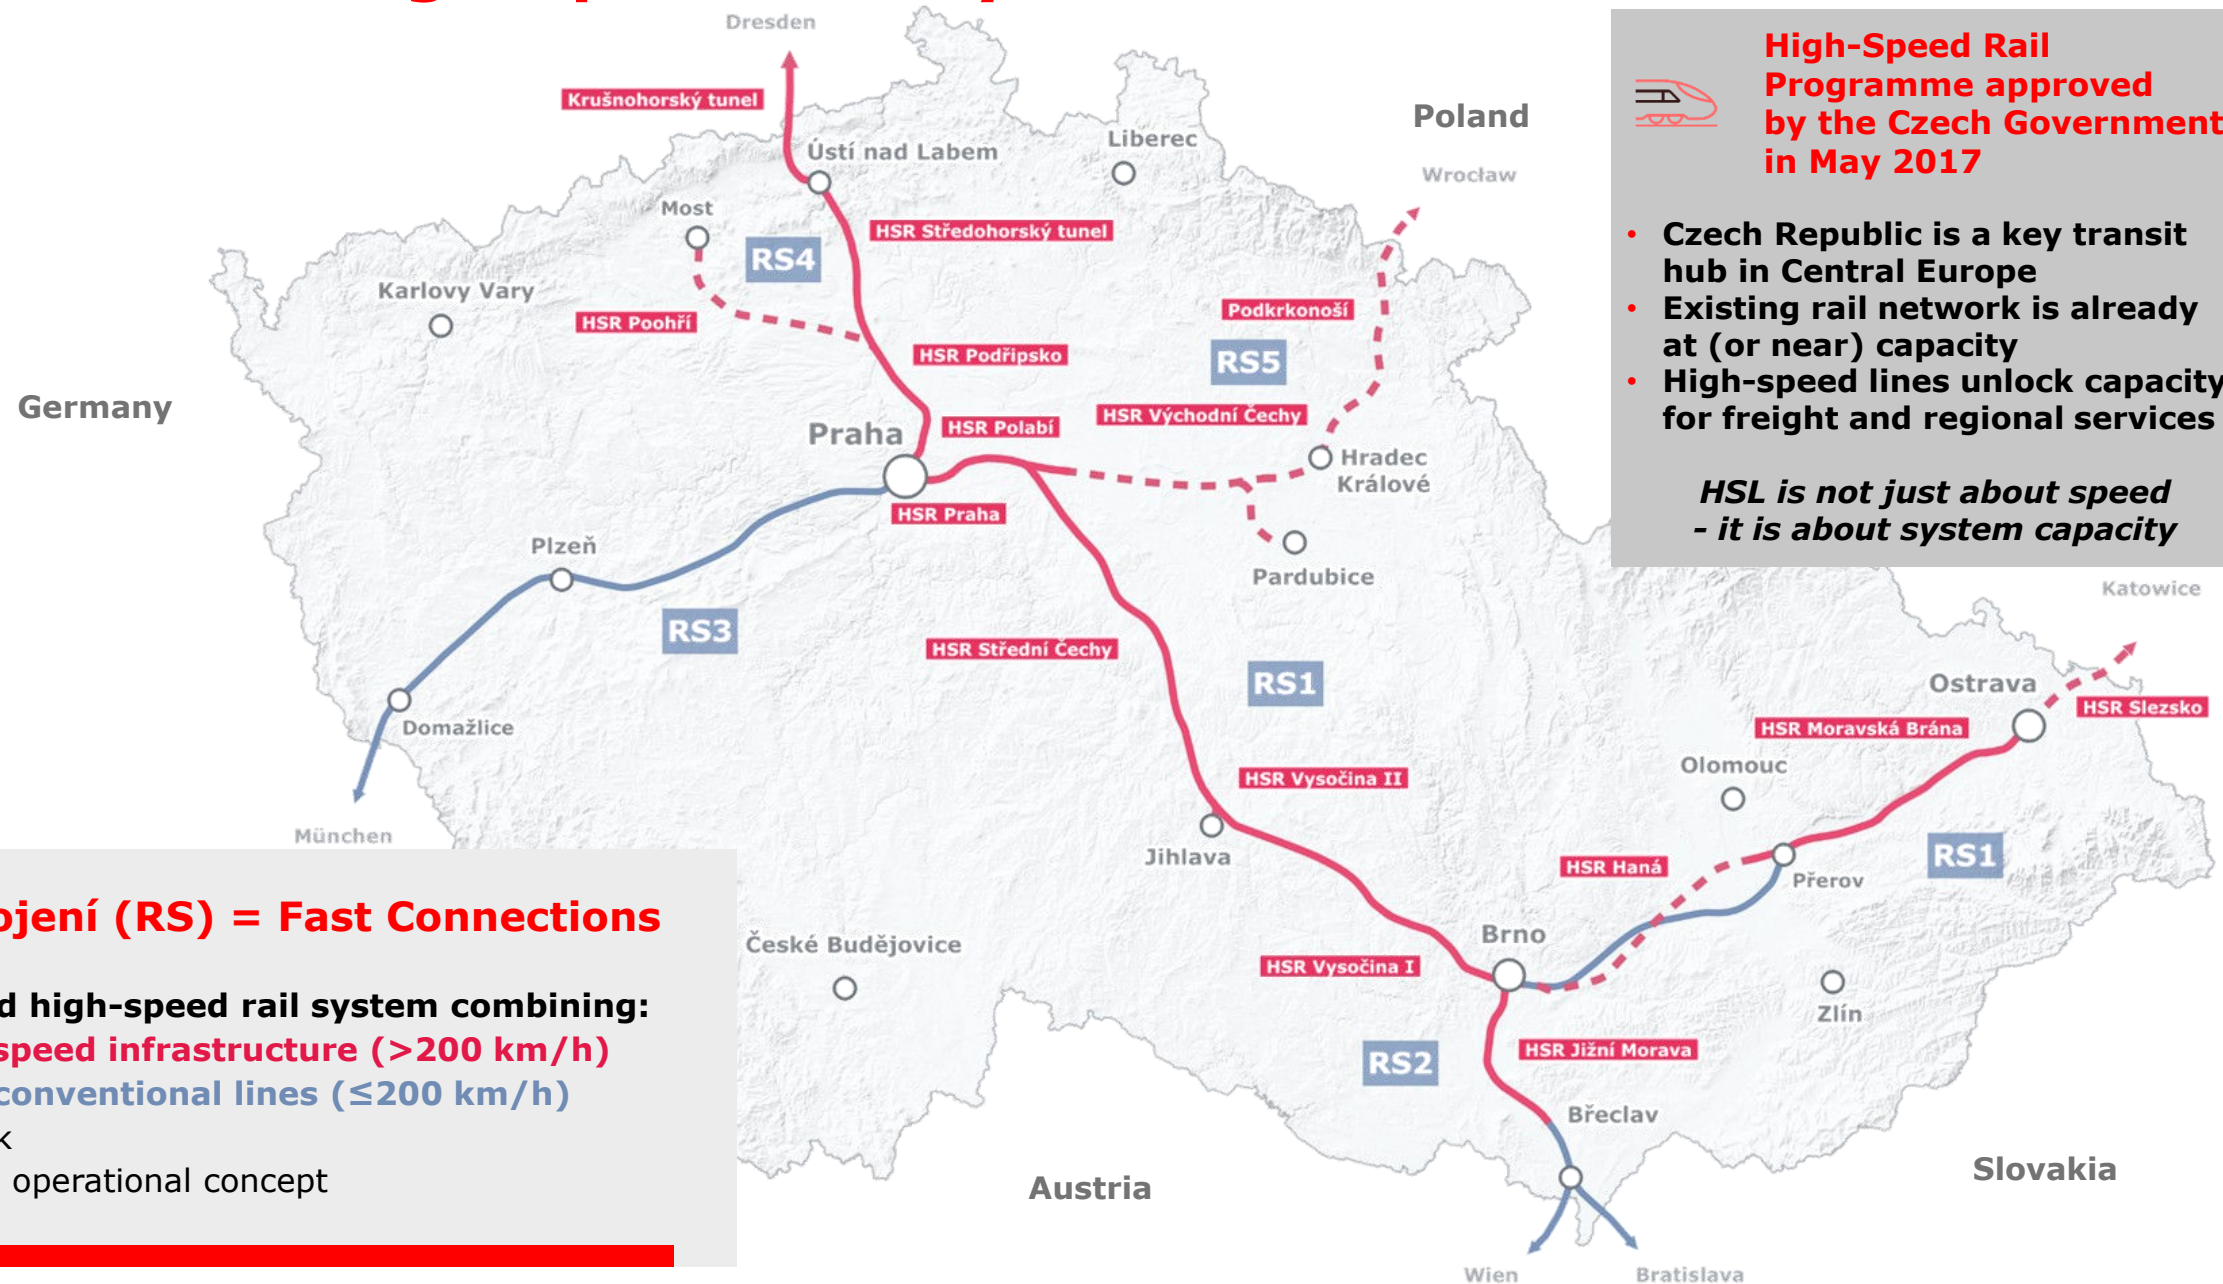 Dresden
Krušnohorský tunel
Poland
Ústí nad Labem
Liberec
Wrocław
Most
HSR Středohorský tunel
RS4
Karlovy Vary
HSR Poohří
Podkrkonoší
HSR Podřipsko
RS5
Germany
HSR Východní Čechy
Praha
HSR Polabí
Hradec
Králové
HSR Praha
Plzeň
Pardubice
RS3
HSR Střední Čechy
RS1
Domažlice
München
HSR Vysočina II
Jihlava
Katowice
Ostrava
HSR Slezsko
HSR Moravská Brána
Olomouc
RS1
HSR Haná
Přerov
České Budějovice
Brno
HSR Vysočina I
Zlín
RS2
HSR Jižní Morava
Břeclav
Austria
Slovakia
Wien
Bratislava
High-Speed Rail
Programme approved
by the Czech Government
in May 2017
• Czech Republic is a key transit
hub in Central Europe
• Existing rail network is already
at (or near) capacity
• High-speed lines unlock capacity
for freight and regional services
HSL is not just about speed
- it is about system capacity
ojení (RS) = Fast Connections
d high-speed rail system combining:
speed infrastructure (>200 km/h)
conventional lines (≤200 km/h)
k
operational concept